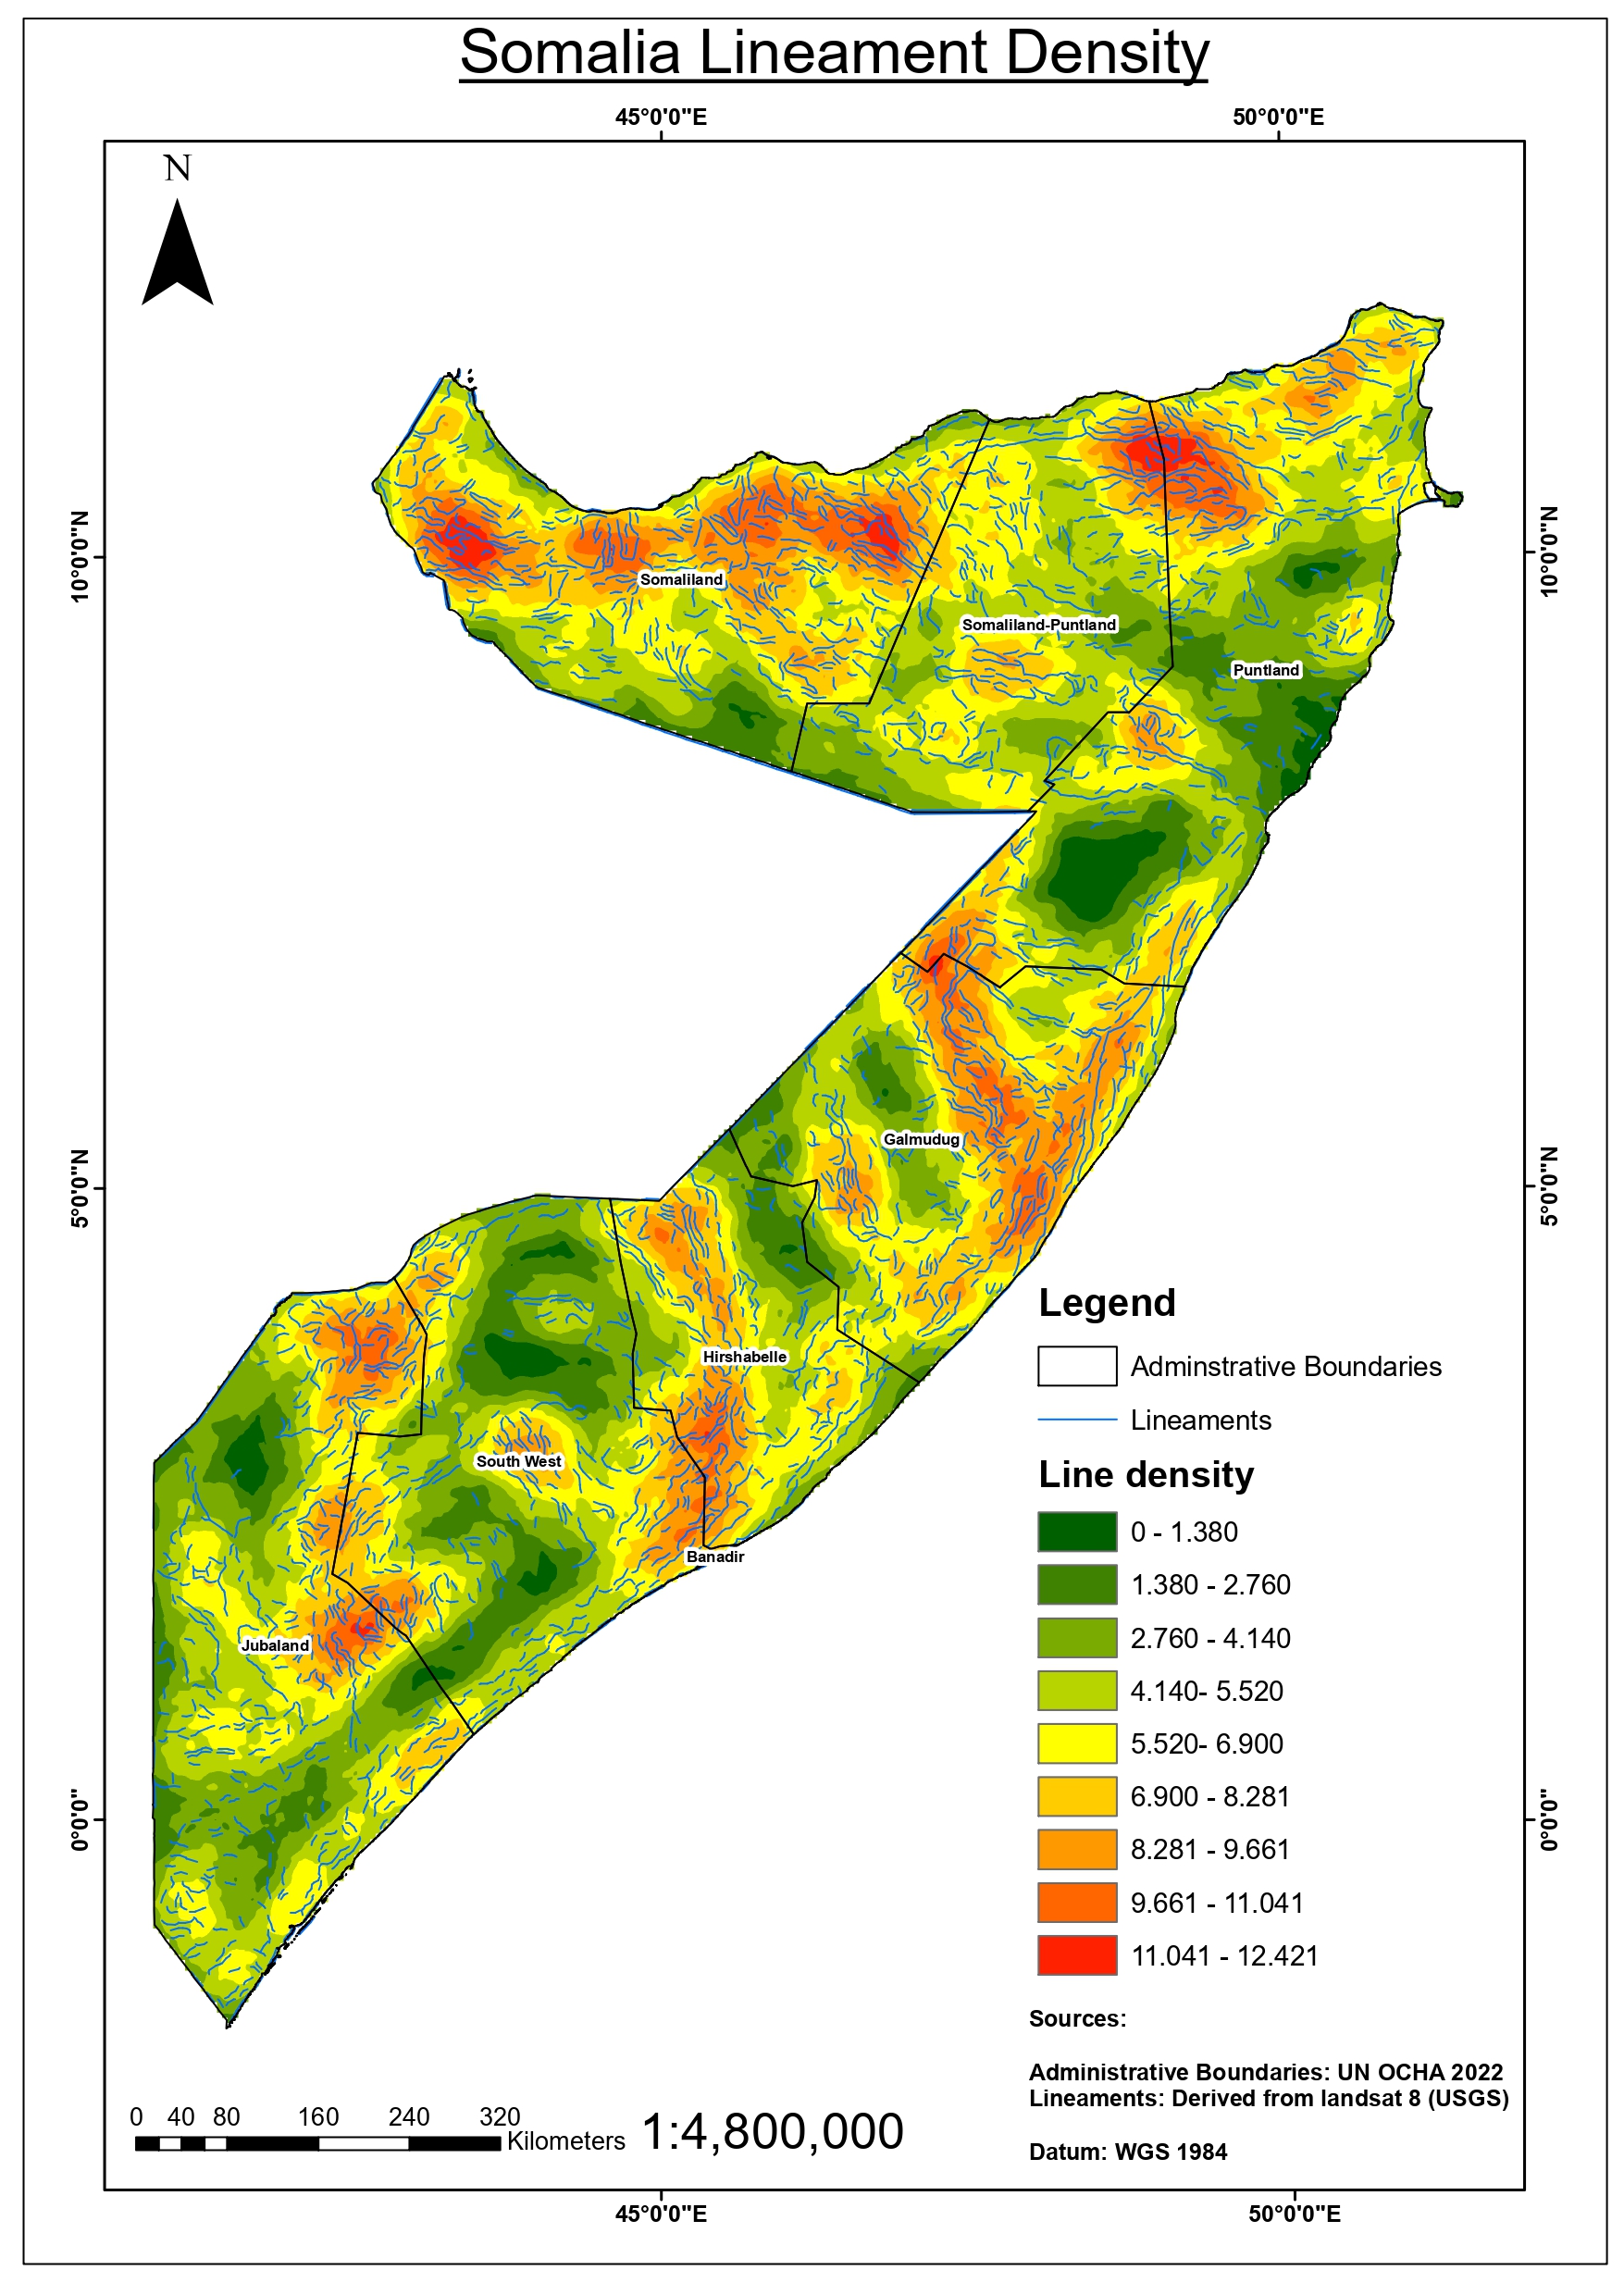 Somalia Lineament Density
45°0'0"E 50°0'0"E
N
10°0'0"N 10°0'0"N
Somaliland
Somaliland-Puntland
Puntland
5°0'0"N 5°0'0"N
Galmudug
Hirshabelle
South West
Banadir
Jubaland
0°0'0" 0°0'0"
Legend
Adminstrative Boundaries
Lineaments
Line density
0 - 1.380
1.380 - 2.760
2.760 - 4.140
4.140- 5.520
5.520- 6.900
6.900 - 8.281
8.281 - 9.661
9.661 - 11.041
11.041 - 12.421
Sources:
Administrative Boundaries: UN OCHA 2022
Lineaments: Derived from landsat 8 (USGS)
Datum: WGS 1984
0 40 80 160 240 320
Kilometers
1:4,800,000
45°0'0"E 50°0'0"E